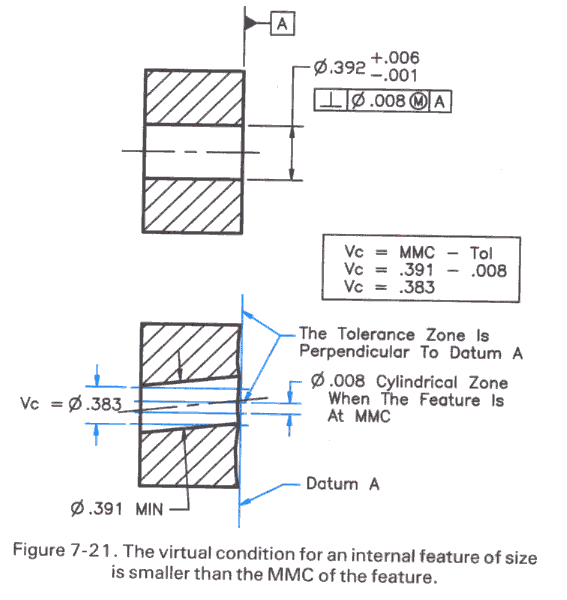 A
Ø.392 +.006
-.001
⊥ Ø.008 Ⓜ A
Vc = MMC - Tol
Vc = .391 - .008
Vc = .383
The Tolerance Zone Is
Perpendicular To Datum A
Ø.008 Cylindrical Zone
When The Feature Is
At MMC
Vc = Ø.383
Datum A
Ø.391 MIN
Figure 7-21. The virtual condition for an internal feature of size
is smaller than the MMC of the feature.